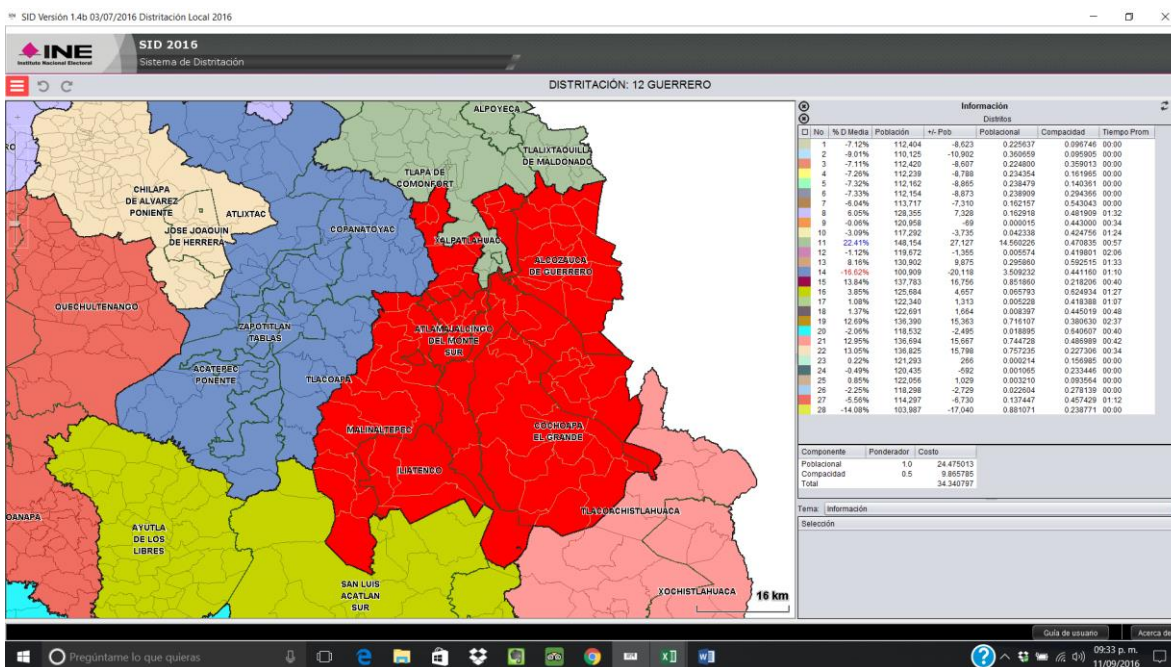 SID Versión 1.4b 03/07/2016 Distritación Local 2016
INE
Instituto Nacional Electoral
SID 2016
Sistema de Distritación
DISTRITACIÓN: 12 GUERRERO
ALPOYECA
TLALIXTAQUILLA
DE MALDONADO
TLAPA DE
COMONFORT
CHILAPA
DE ALVAREZ
PONIENTE
ATLIXTAC
JOSE JOAQUIN
DE HERRERA
COPANATOYAC
XALPATLAHUAC
ALCOZAUCA
DE GUERRERO
QUECHULTENANGO
ZAPOTITLAN
TABLAS
ATLAMAJALCINGO
DEL MONTE
SUR
ACATEPEC
PONIENTE
TLACOAPA
MALINALTEPEC
COCHOAPA
EL GRANDE
ILIATENCO
TLACOACHISTLAHUACA
OANAPA
AYUTLA
DE LOS
LIBRES
SAN LUIS
ACATLAN
SUR
XOCHISTLAHUACA
16 km
Información
Distritos
No % D Media Población +/- Pob Poblacional Compacidad Tiempo Prom
1 -7.12% 112,404 -8,623 0.225637 0.096746 00:00
2 -9.01% 110,125 -10,902 0.360659 0.095905 00:00
3 -7.11% 112,420 -8,607 0.224800 0.359013 00:00
4 -7.26% 112,239 -8,788 0.234354 0.161965 00:00
5 -7.32% 112,162 -8,865 0.238479 0.140361 00:00
6 -7.33% 112,154 -8,873 0.238909 0.294366 00:00
7 -6.04% 113,717 -7,310 0.162157 0.543043 00:00
8 6.05% 128,355 7,328 0.162918 0.481909 01:32
9 -0.06% 120,958 -69 0.000015 0.443000 00:34
10 -3.09% 117,292 -3,735 0.042338 0.424756 01:24
11 22.41% 148,154 27,127 14.560226 0.470835 00:57
12 -1.12% 119,672 -1,355 0.005574 0.419801 02:06
13 8.16% 130,902 9,875 0.295860 0.592515 01:33
14 -16.62% 100,909 -20,118 3.509232 0.441160 01:10
15 13.84% 137,783 16,756 0.851860 0.218206 00:40
16 3.85% 125,684 4,657 0.065793 0.624934 01:27
17 1.08% 122,340 1,313 0.005228 0.418388 01:07
18 1.37% 122,691 1,664 0.008397 0.445019 00:48
19 12.69% 136,390 15,363 0.716107 0.380630 02:37
20 -2.06% 118,532 -2,495 0.018895 0.540607 00:40
21 12.95% 136,694 15,667 0.744728 0.486989 00:42
22 13.05% 136,825 15,798 0.757235 0.227306 00:34
23 0.22% 121,293 266 0.000214 0.156985 00:00
24 -0.49% 120,435 -592 0.001065 0.233446 00:00
25 0.85% 122,056 1,029 0.003210 0.093564 00:00
26 -2.25% 118,298 -2,729 0.022604 0.278139 00:00
27 -5.56% 114,297 -6,730 0.137447 0.457429 01:12
28 -14.08% 103,987 -17,040 0.881071 0.238771 00:00
Componente Ponderador Costo
Poblacional 1.0 24.475013
Compacidad 0.5 9.865785
Total 34.340797
Tema: Información
Selección
Guía de usuario Acerca de
Pregúntame lo que quieras
09:33 p. m.
11/09/2016